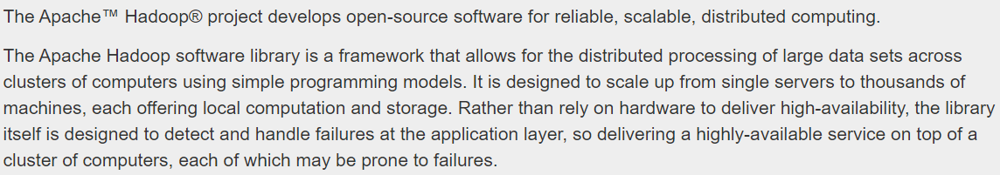 The Apache™ Hadoop® project develops open-source software for reliable, scalable, distributed computing.
The Apache Hadoop software library is a framework that allows for the distributed processing of large data sets across
clusters of computers using simple programming models. It is designed to scale up from single servers to thousands of
machines, each offering local computation and storage. Rather than rely on hardware to deliver high-availability, the library
itself is designed to detect and handle failures at the application layer, so delivering a highly-available service on top of a
cluster of computers, each of which may be prone to failures.